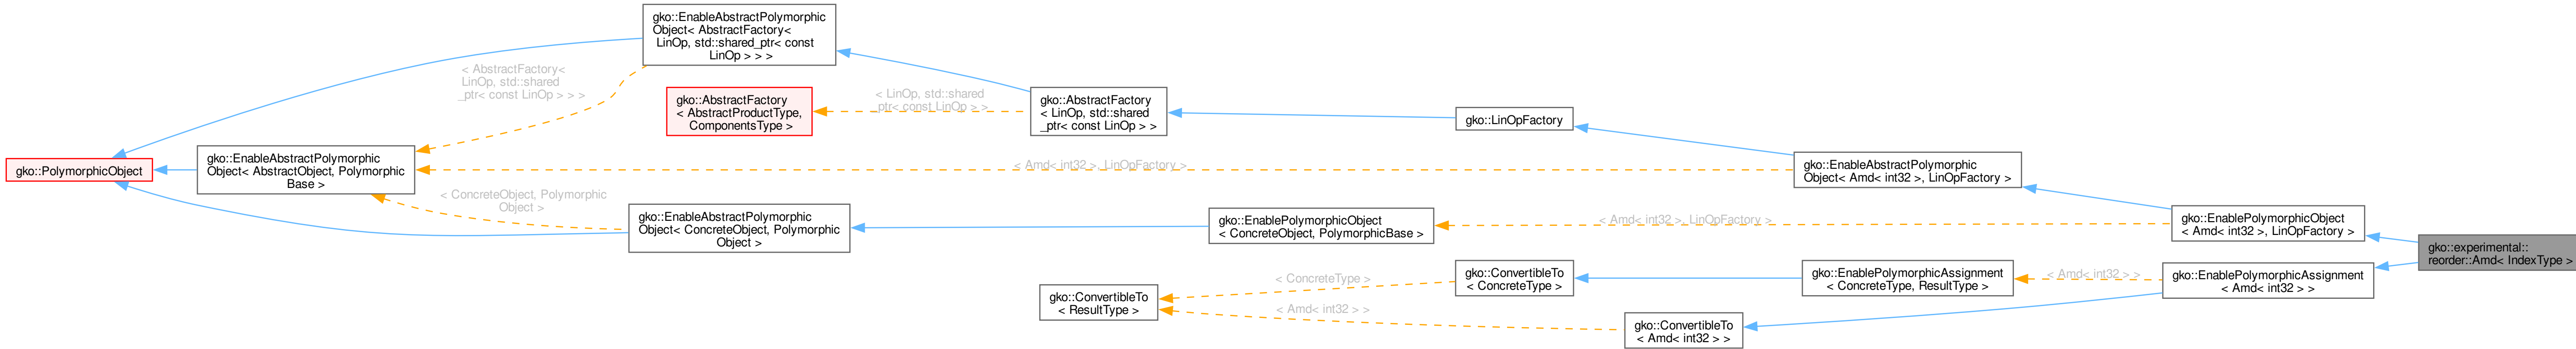 gko::EnableAbstractPolymorphic
Object< AbstractFactory<
LinOp, std::shared_ptr< const
LinOp > > >
< AbstractFactory<
LinOp, std::shared
_ptr< const LinOp > > >
gko::AbstractFactory
< AbstractProductType,
ComponentsType >
< LinOp, std::shared
_ptr< const LinOp > >
gko::AbstractFactory
< LinOp, std::shared
_ptr< const LinOp > >
gko::LinOpFactory
gko::PolymorphicObject
gko::EnableAbstractPolymorphic
Object< AbstractObject, Polymorphic
Base >
< Amd< int32 >, LinOpFactory >
gko::EnableAbstractPolymorphic
Object< Amd< int32 >, LinOpFactory >
< ConcreteObject, Polymorphic
Object >
gko::EnableAbstractPolymorphic
Object< ConcreteObject, Polymorphic
Object >
gko::EnablePolymorphicObject
< ConcreteObject, PolymorphicBase >
< Amd< int32 >, LinOpFactory >
gko::EnablePolymorphicObject
< Amd< int32 >, LinOpFactory >
gko::experimental::
reorder::Amd< IndexType >
gko::ConvertibleTo
< ResultType >
< ConcreteType >
< Amd< int32 > >
gko::ConvertibleTo
< ConcreteType >
gko::EnablePolymorphicAssignment
< ConcreteType, ResultType >
< Amd< int32 > >
gko::EnablePolymorphicAssignment
< Amd< int32 > >
gko::ConvertibleTo
< Amd< int32 > >